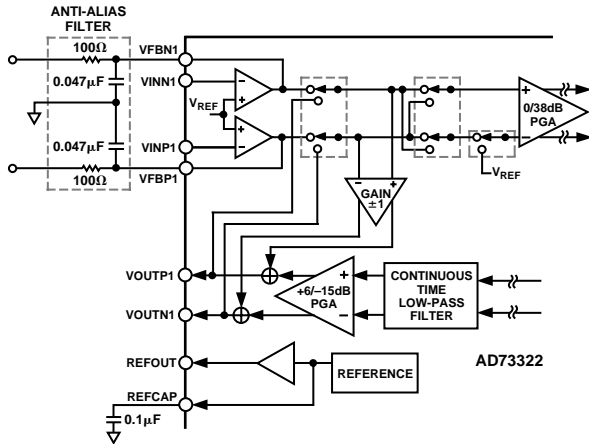 ANTI-ALIAS
FILTER
100Ω
VFBN1
0.047μF
VINN1
VREF
0/38dB
PGA
0.047μF
VINP1
100Ω
VFBP1
VREF
GAIN
±1
VOUTP1
+6/–15dB
PGA
CONTINUOUS
TIME
LOW-PASS
FILTER
VOUTN1
REFOUT
REFERENCE
AD73322
REFCAP
0.1μF